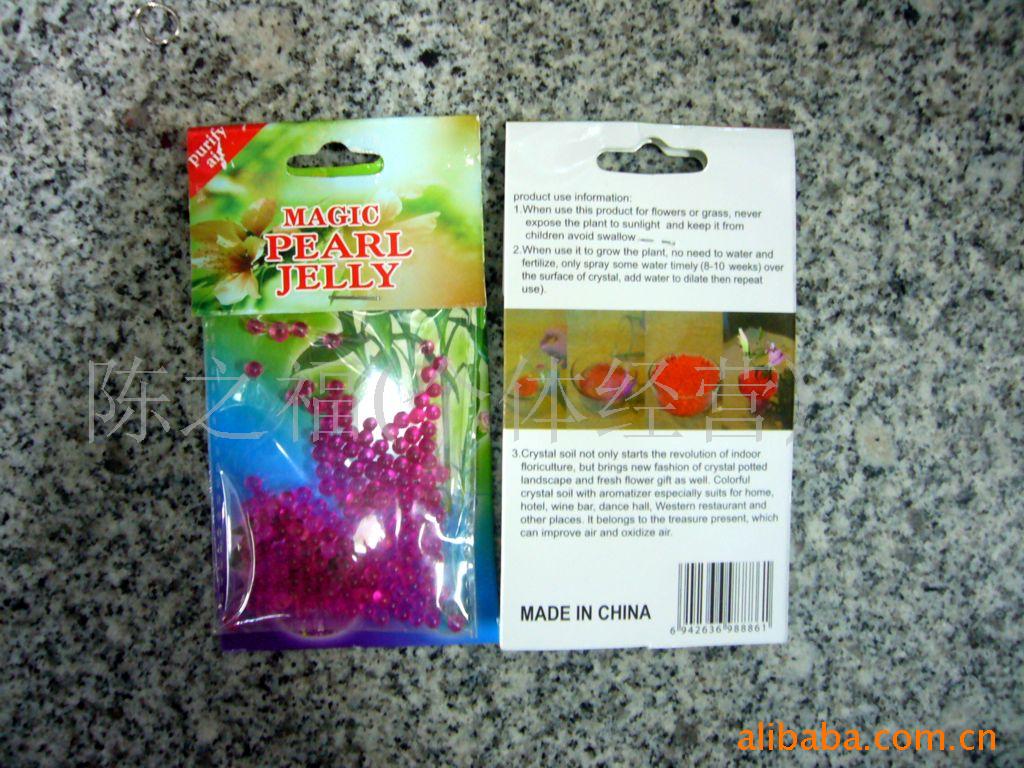 purify
air
MAGIC
PEARL
JELLY
product use information:
1.When use this product for flowers or grass, never
expose the plant to sunlight and keep it from
children avoid swallow
2.When use it to grow the plant, no need to water and
fertilize, only spray some water timely (8-10 weeks) over
the surface of crystal, add water to dilate then repeat
use).
陈之福(个体经营
3.Crystal soil not only starts the revolution of indoor
floriculture, but brings new fashion of crystal potted
landscape and fresh flower gift as well. Colorful
crystal soil with aromatizer especially suits for home,
hotel, wine bar, dance hall, Western restaurant and
other places. It belongs to the treasure present, which
can improve air and oxidize air.
MADE IN CHINA
6 942636 988861
alibaba.com.cn